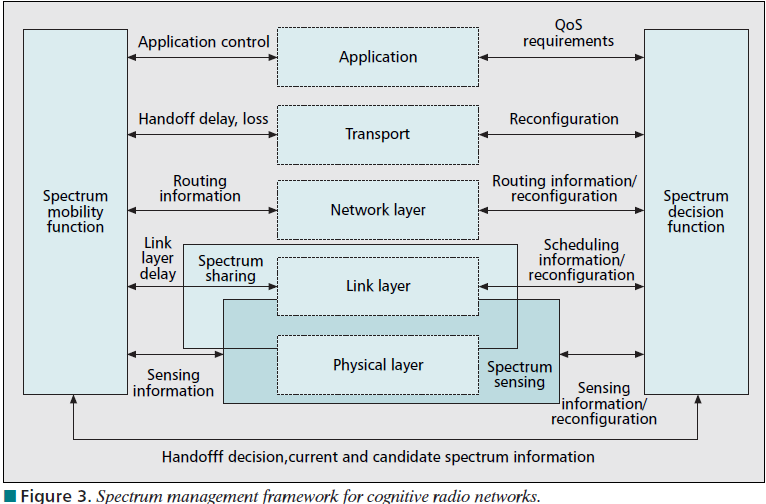 Application control
Application
QoS
requirements
Handoff delay, loss
Transport
Reconfiguration
Spectrum
mobility
function
Routing
information
Network layer
Routing information/
reconfiguration
Spectrum
decision
function
Link
layer
delay
Spectrum
sharing
Link layer
Scheduling
information/
reconfiguration
Sensing
information
Physical layer
Spectrum
sensing
Sensing
information/
reconfiguration
Handofff decision,current and candidate spectrum information
■ Figure 3. Spectrum management framework for cognitive radio networks.